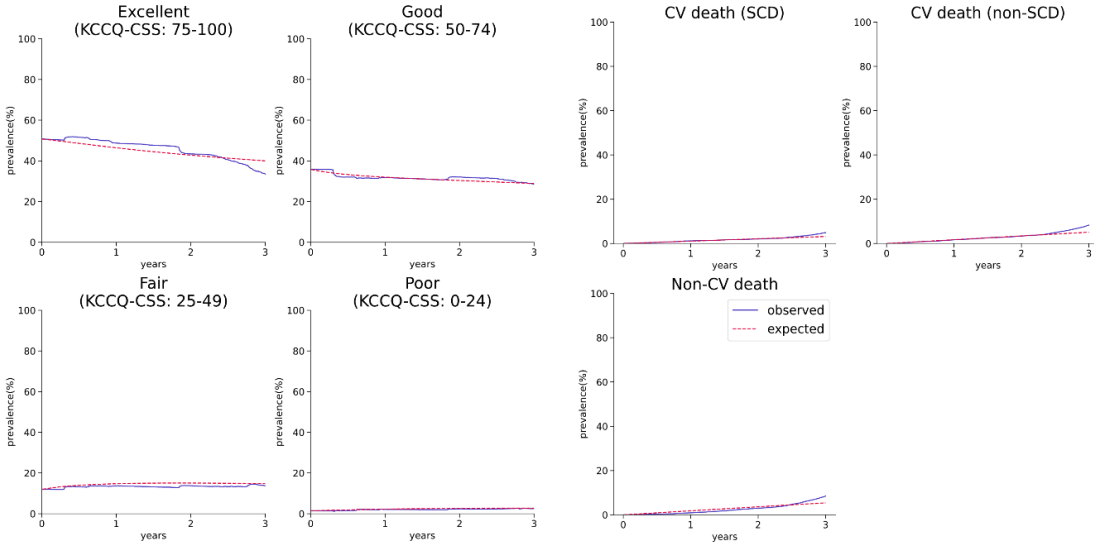 Excellent
(KCCQ-CSS: 75-100)
100
80
60
40
20
0
prevalence(%)
0 1 2 3
years
Good
(KCCQ-CSS: 50-74)
100
80
60
40
20
0
prevalence(%)
0 1 2 3
years
CV death (SCD)
100
80
60
40
20
0
prevalence(%)
0 1 2 3
years
CV death (non-SCD)
100
80
60
40
20
0
prevalence(%)
0 1 2 3
years
Fair
(KCCQ-CSS: 25-49)
100
80
60
40
20
0
prevalence(%)
0 1 2 3
years
Poor
(KCCQ-CSS: 0-24)
100
80
60
40
20
0
prevalence(%)
0 1 2 3
years
Non-CV death
100
80
60
40
20
0
prevalence(%)
0 1 2 3
years
observed
expected